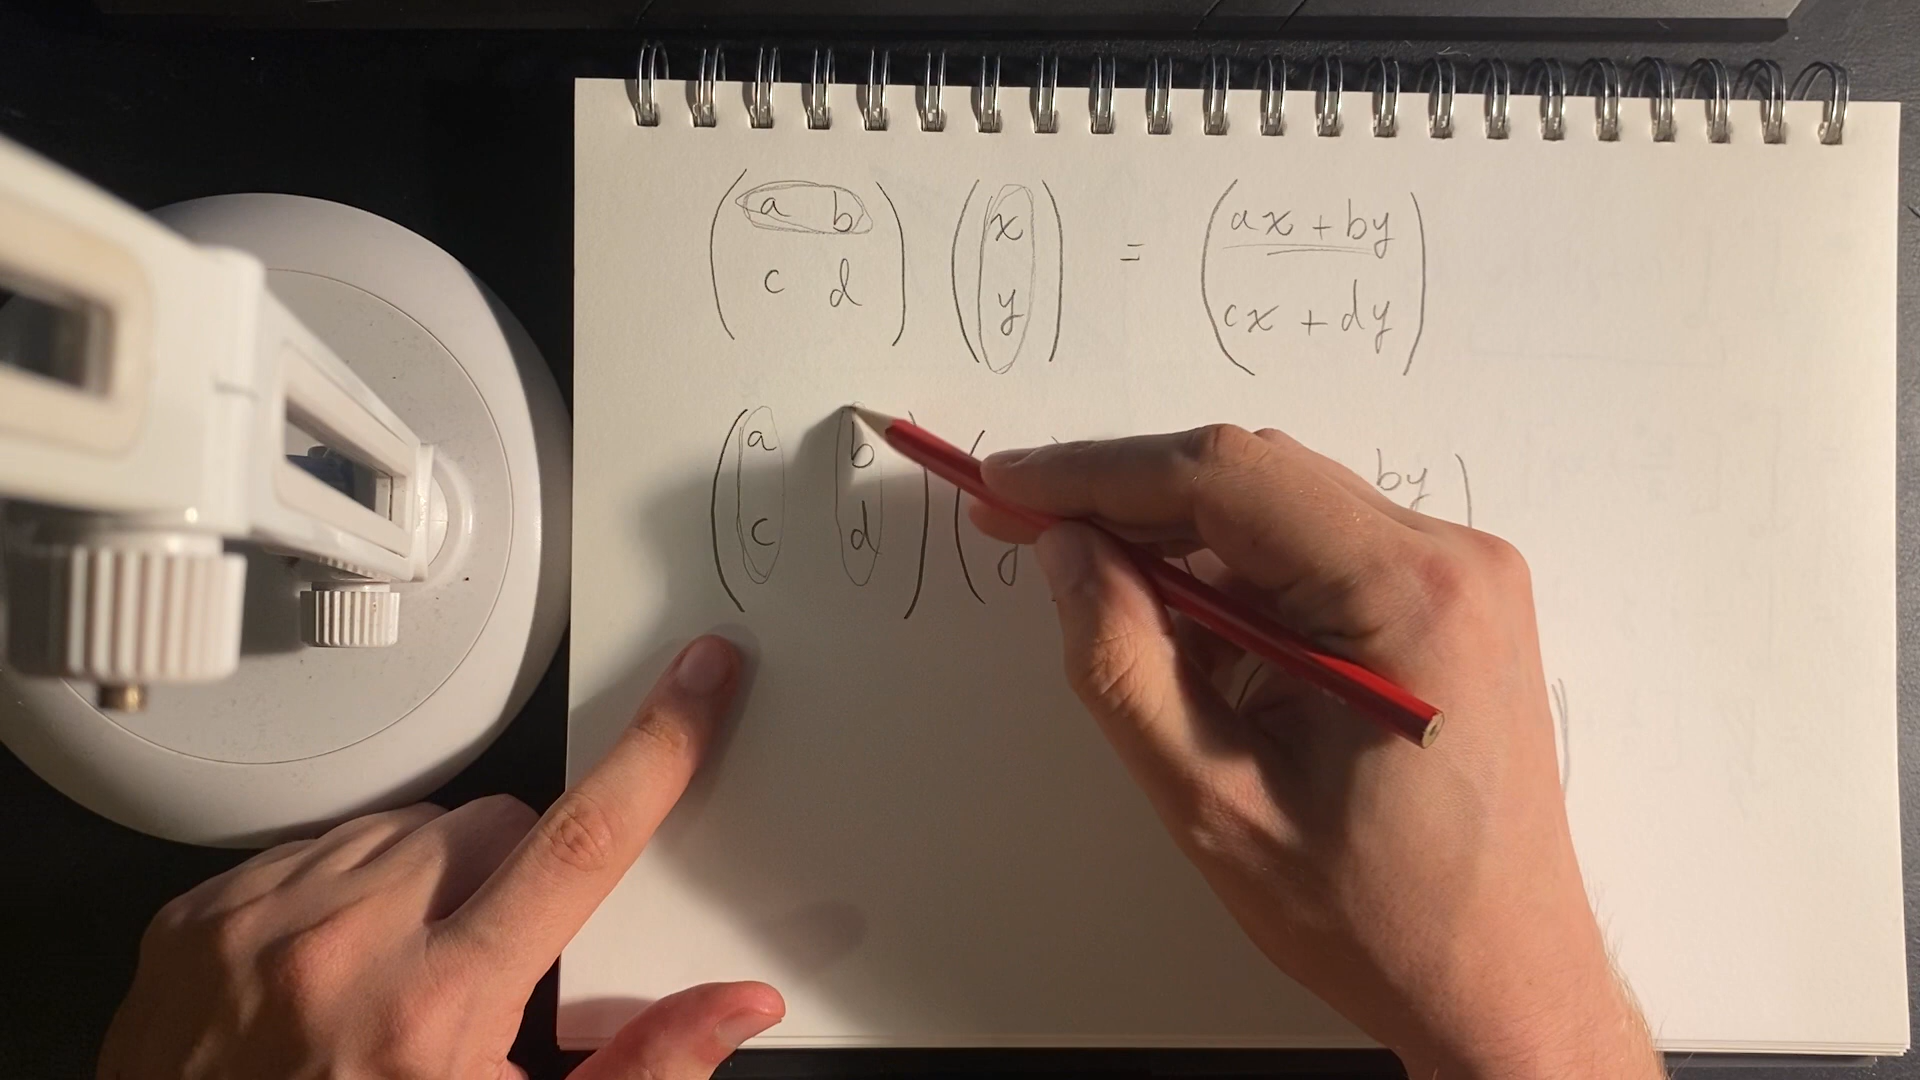 ( a b ) ( x ) = ( ax + by )
( c d ) ( y ) ( cx + dy )
( a b ) ( by )
( c d ) ( y